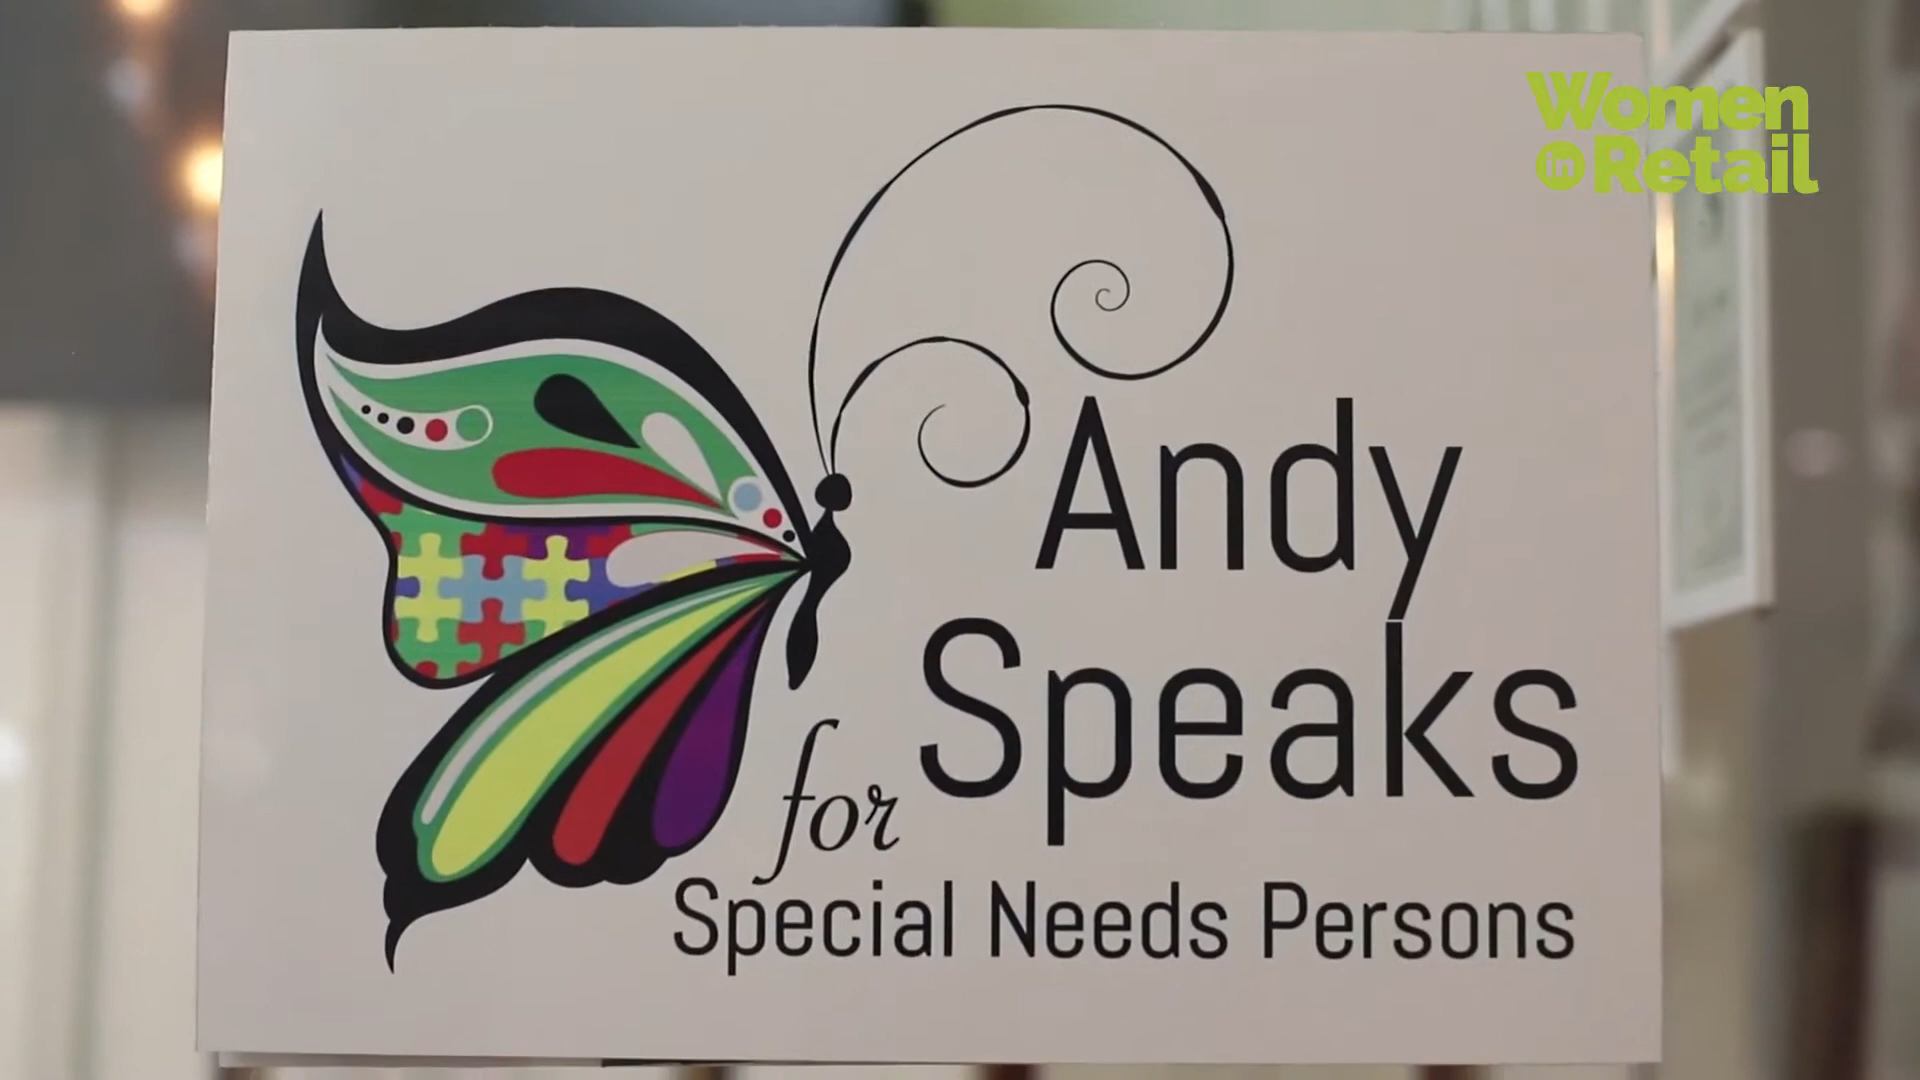 Women
in Retail
Andy
Speaks
for
Special Needs Persons